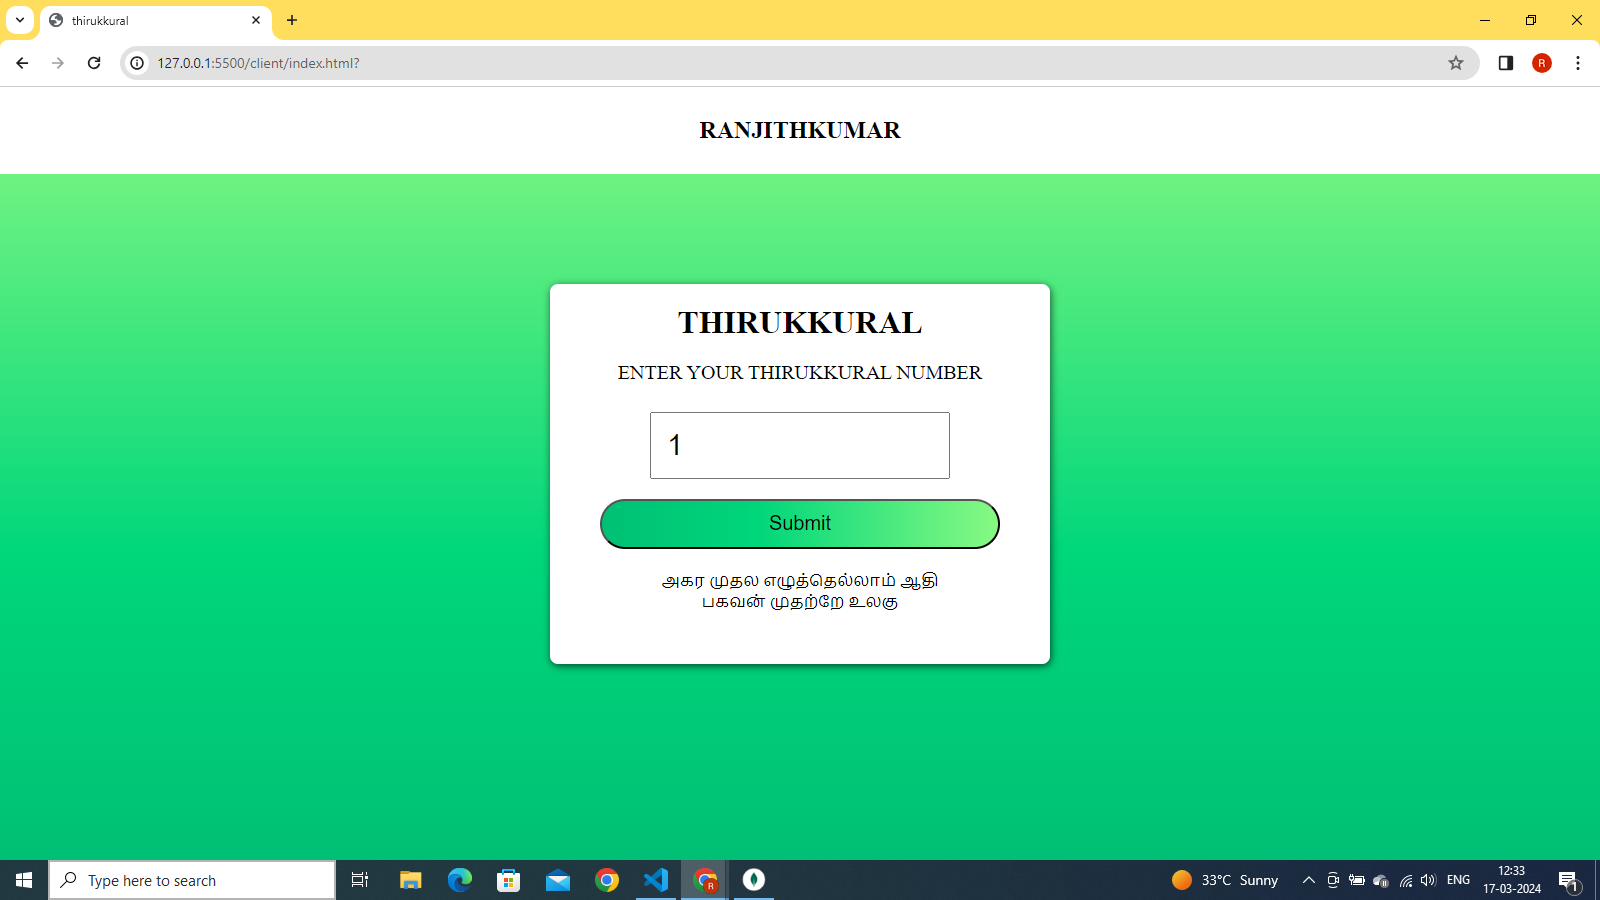 thirukkural
127.0.0.1:5500/client/index.html?
R
RANJITHKUMAR
THIRUKKURAL
ENTER YOUR THIRUKKURAL NUMBER
1
Submit
அகர முதல எழுத்தெல்லாம் ஆதி
பகவன் முதற்றே உலகு
Type here to search
R
33°C Sunny
ENG
12:33
17-03-2024
1